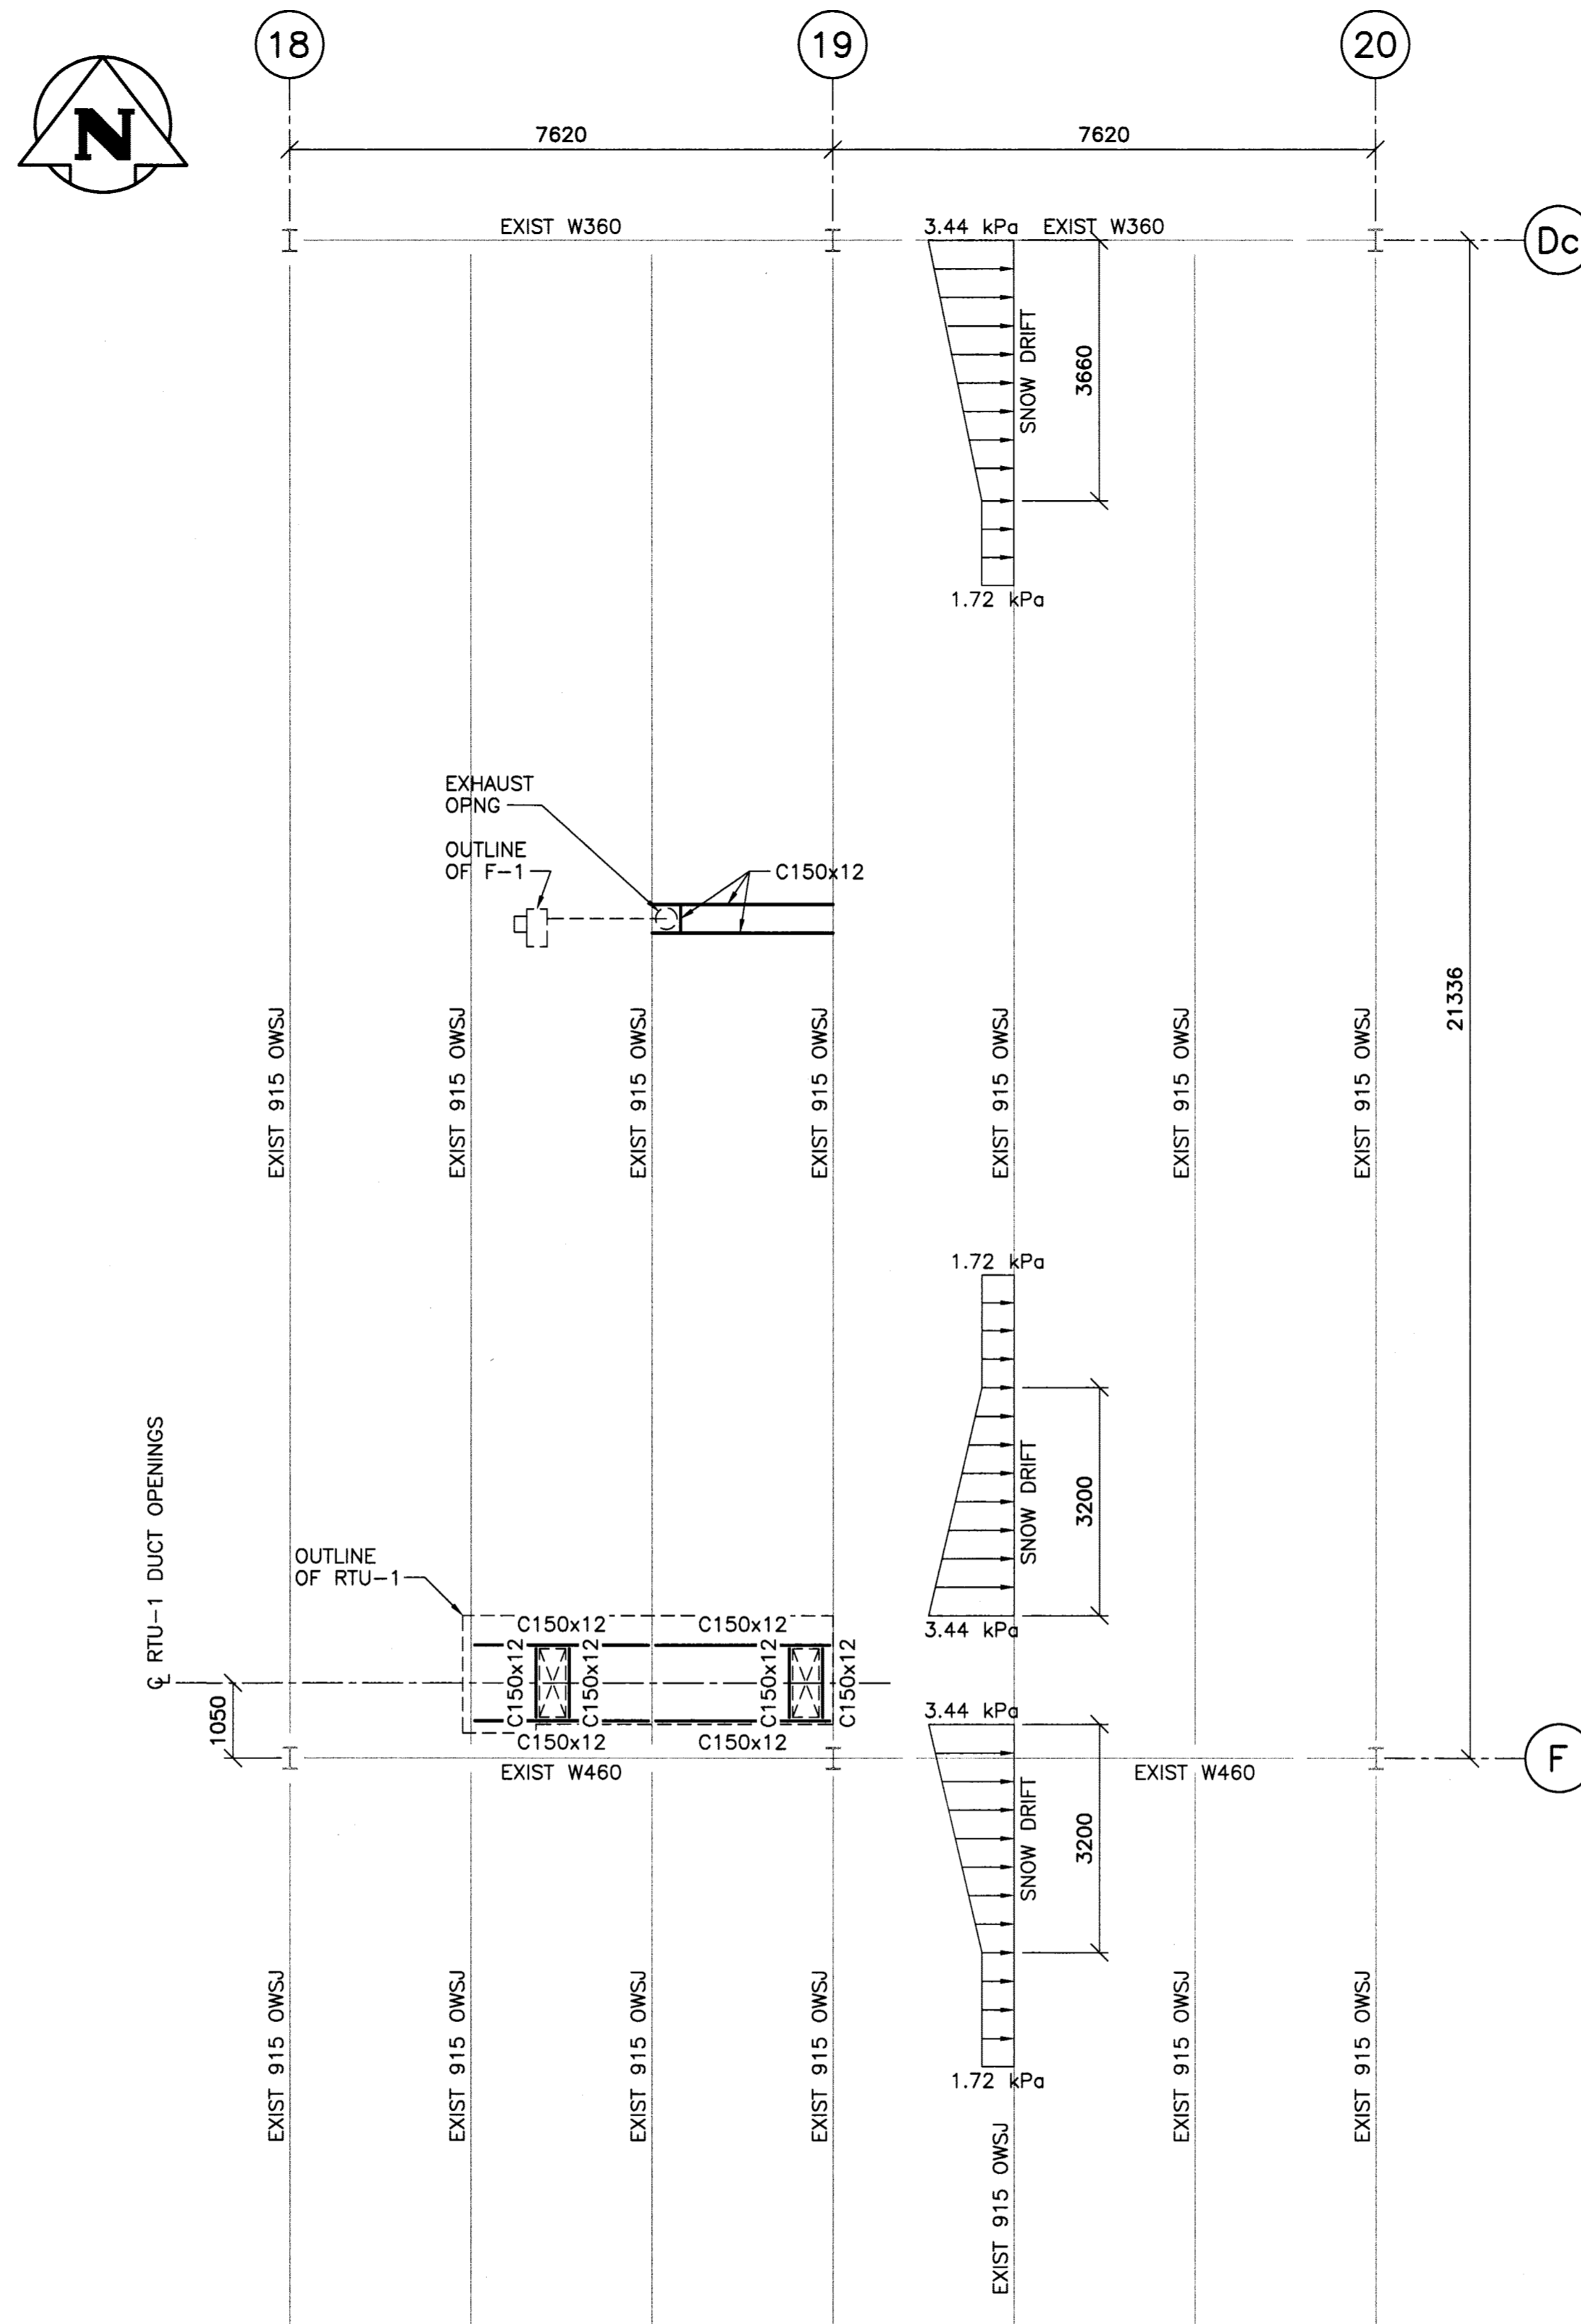 18
19
20
N
7620
7620
EXIST W360
3.44 kPa
EXIST W360
Dc
SNOW DRIFT
3660
1.72 kPa
EXHAUST
OPNG
OUTLINE
OF F-1
C150x12
21336
EXIST 915 OWSJ
EXIST 915 OWSJ
EXIST 915 OWSJ
EXIST 915 OWSJ
EXIST 915 OWSJ
EXIST 915 OWSJ
EXIST 915 OWSJ
1.72 kPa
SNOW DRIFT
3200
3.44 kPa
℄ RTU-1 DUCT OPENINGS
OUTLINE
OF RTU-1
C150x12
C150x12
C150x12
C150x12
C150x12
C150x12
C150x12
C150x12
1050
3.44 kPa
EXIST W460
EXIST W460
F
SNOW DRIFT
3200
1.72 kPa
EXIST 915 OWSJ
EXIST 915 OWSJ
EXIST 915 OWSJ
EXIST 915 OWSJ
EXIST 915 OWSJ
EXIST 915 OWSJ
EXIST 915 OWSJ